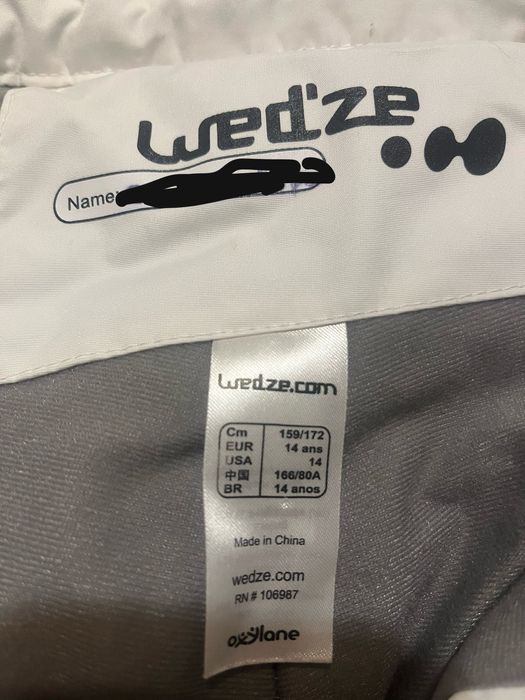 wed'ze
Name:
wedze.com
Cm 159/172
EUR 14 ans
USA 14
中国 166/80A
BR 14 anos
Made in China
wedze.com
RN # 106987
oxylane